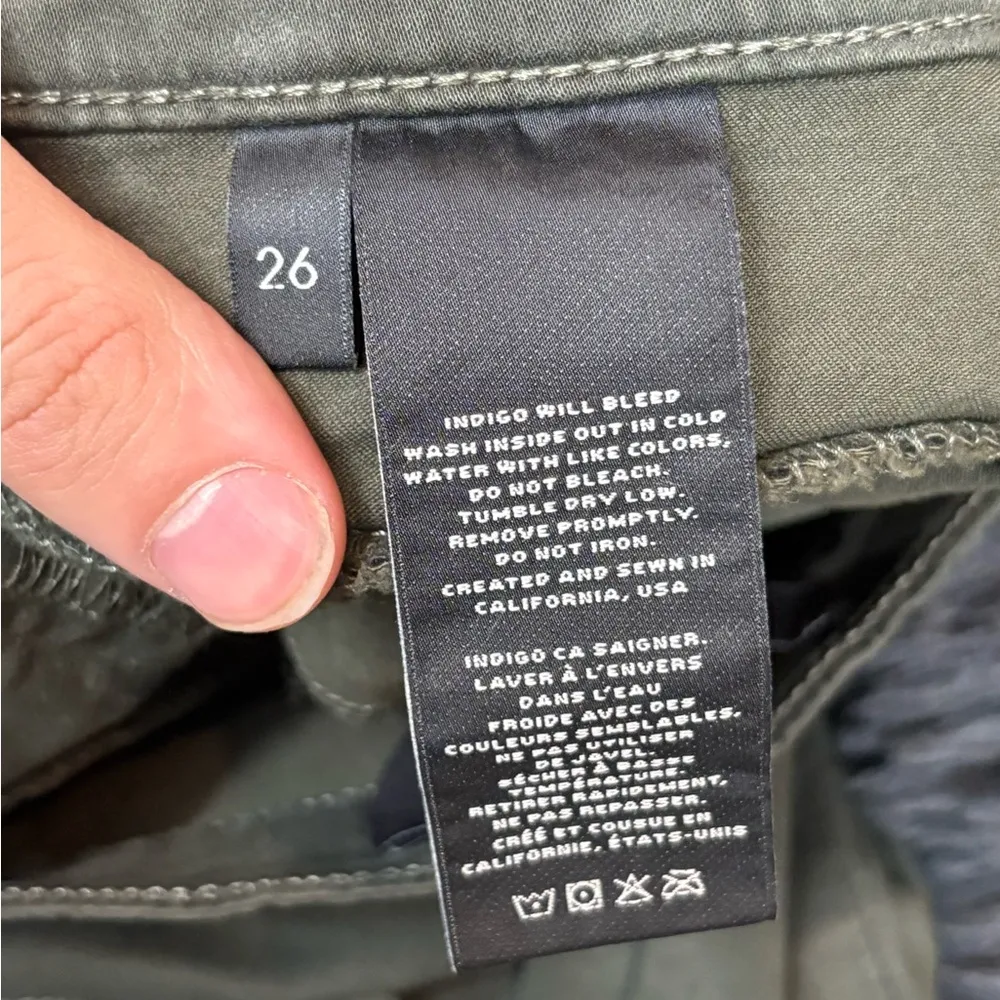 26
INDIGO WILL BLEED
WASH INSIDE OUT IN COLD
WATER WITH LIKE COLORS.
DO NOT BLEACH.
TUMBLE DRY LOW.
REMOVE PROMPTLY.
DO NOT IRON.
CREATED AND SEWN IN
CALIFORNIA, USA
INDIGO CA SAIGNER.
LAVER À L'ENVERS
DANS L'EAU
FROIDE AVEC DES
COULEURS SEMBLABLES.
NE PAS UTILISER
DE JAVEL.
SÉCHER À BASSE
TEMPÉRATURE.
RETIRER RAPIDEMENT.
NE PAS REPASSER.
CRÉÉ ET COUSUE EN
CALIFORNIE, ÉTATS-UNIS